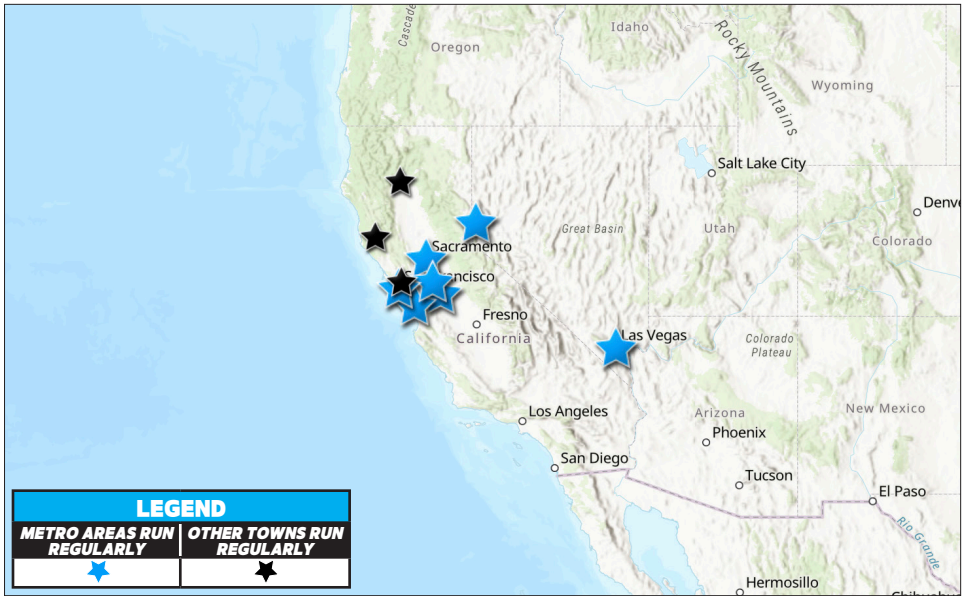 Cascade
Oregon
Idaho
Rocky Mountains
Wyoming
Salt Lake City
Great Basin
Utah
Colorado
Sacramento
Fresno
California
Las Vegas
Colorado
Plateau
Los Angeles
Arizona
New Mexico
Phoenix
San Diego
Tucson
El Paso
Rio Grande
Hermosillo
LEGEND
METRO AREAS RUN
REGULARLY
OTHER TOWNS RUN
REGULARLY